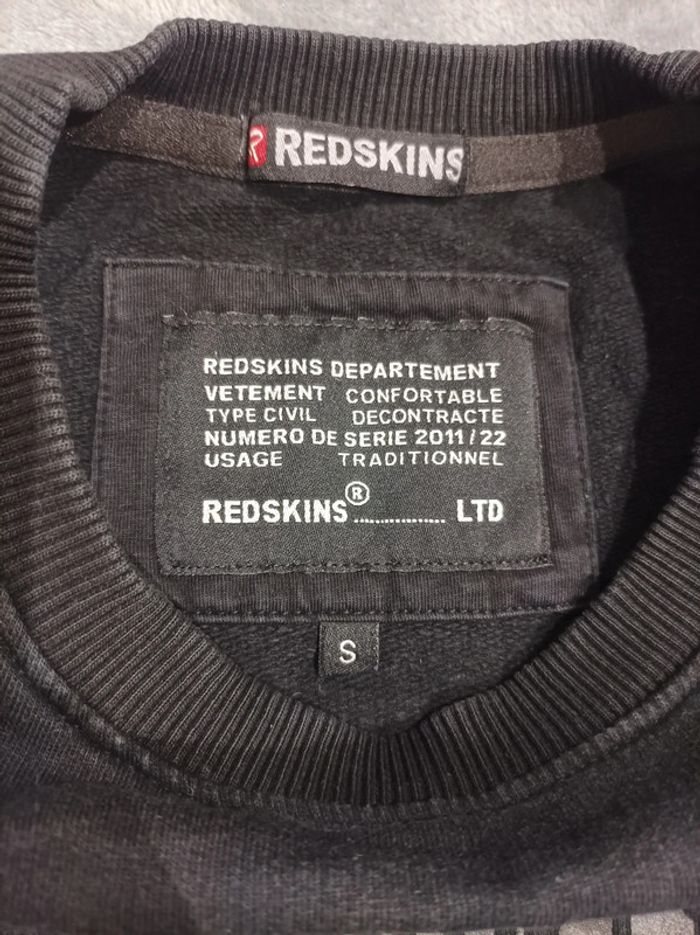 REDSKINS
REDSKINS DEPARTEMENT
VETEMENT CONFORTABLE
TYPE CIVIL DECONTRACTE
NUMERO DE SERIE 2011/22
USAGE TRADITIONNEL
REDSKINS®................ LTD
S